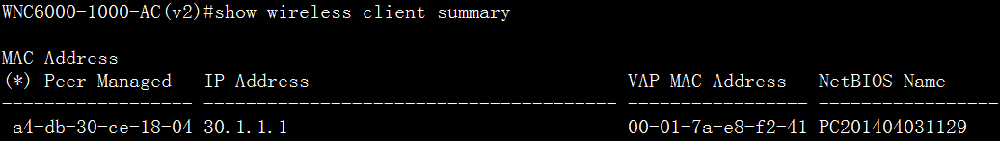 WNC6000-1000-AC(v2)#show wireless client summary
MAC Address
(*) Peer Managed  IP Address                              VAP MAC Address   NetBIOS Name
------------------ --------------------------------------- ----------------- -----------------
 a4-db-30-ce-18-04 30.1.1.1                                00-01-7a-e8-f2-41 PC201404031129